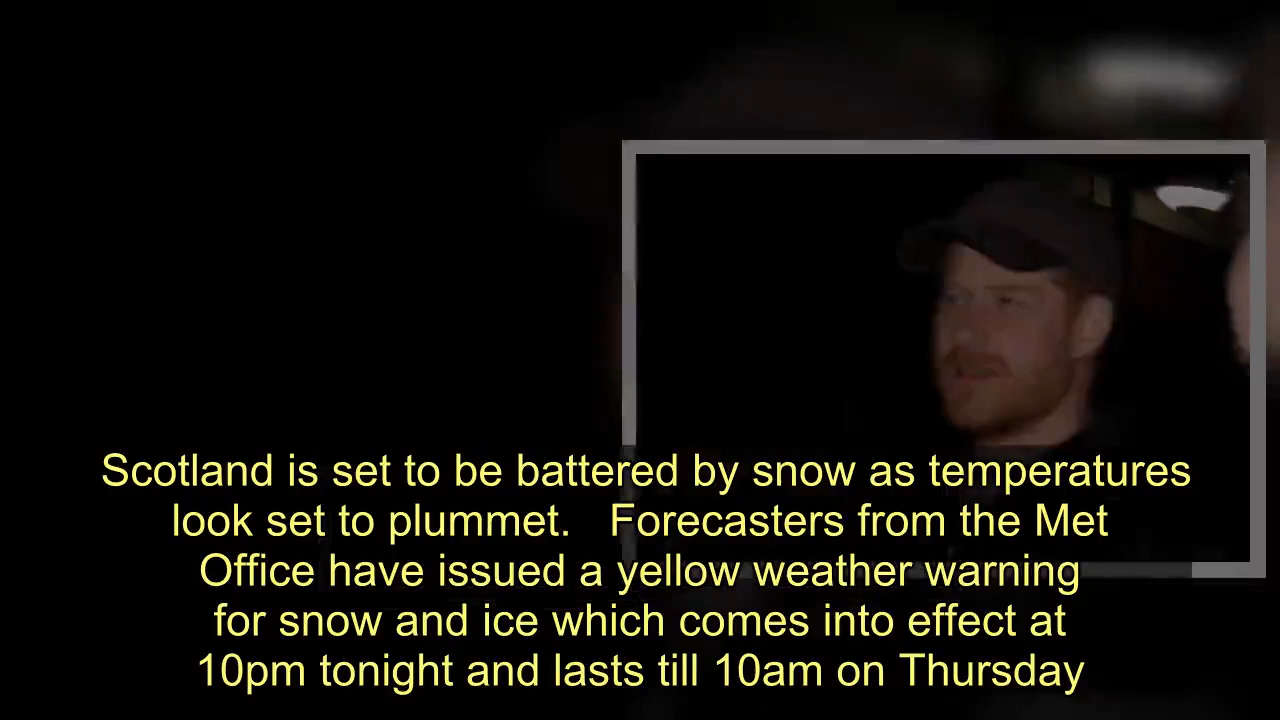 Scotland is set to be battered by snow as temperatures
look set to plummet.   Forecasters from the Met
Office have issued a yellow weather warning
for snow and ice which comes into effect at
10pm tonight and lasts till 10am on Thursday